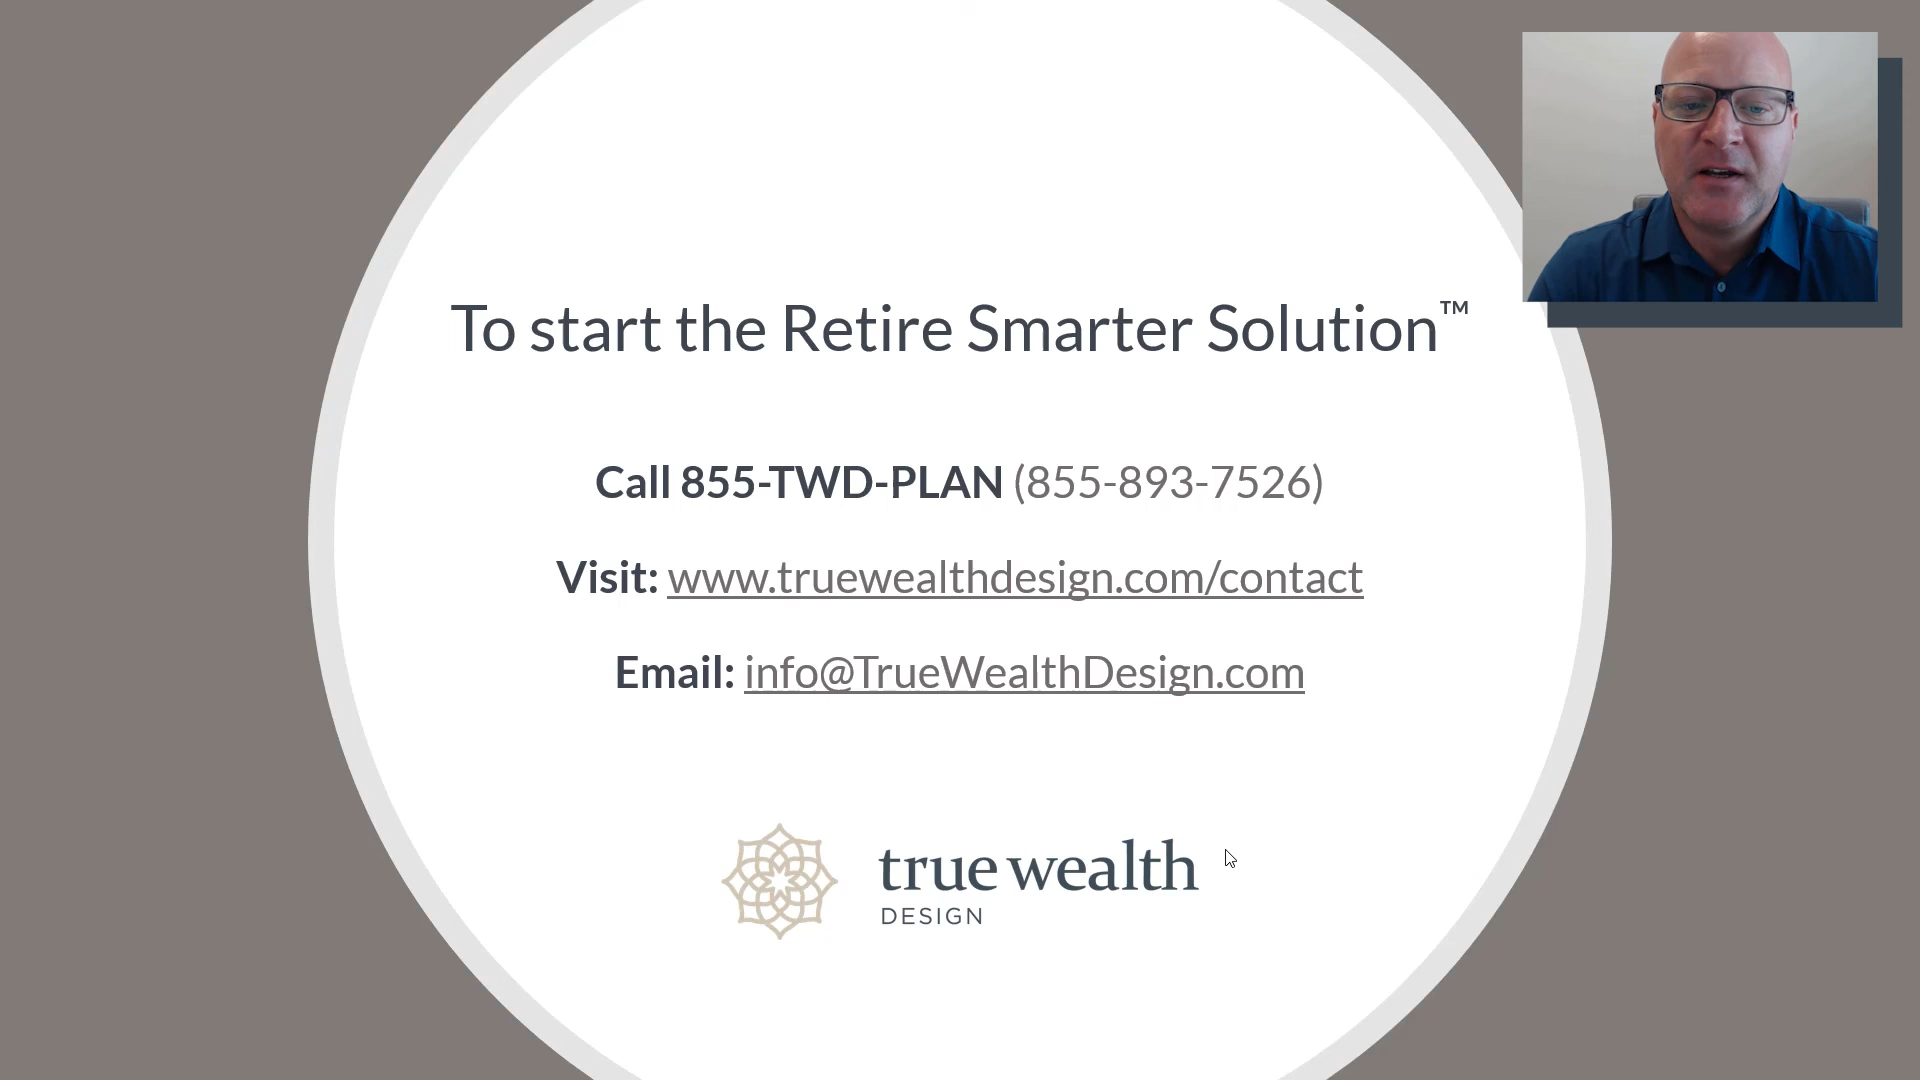 To start the Retire Smarter Solution™
Call 855-TWD-PLAN (855-893-7526)
Visit: www.truewealthdesign.com/contact
Email: info@TrueWealthDesign.com
true wealth
DESIGN